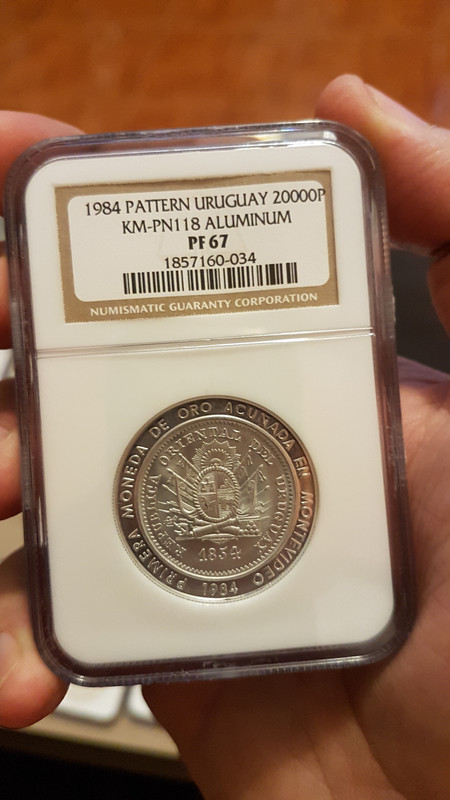 1984 PATTERN URUGUAY 20000P
KM-PN118 ALUMINUM
PF 67
1857160-034
NUMISMATIC GUARANTY CORPORATION
PRIMERA MONEDA DE ORO ACUÑADA EN MONTEVIDEO
REPUBLICA ORIENTAL DEL URUGUAY
1854
1984